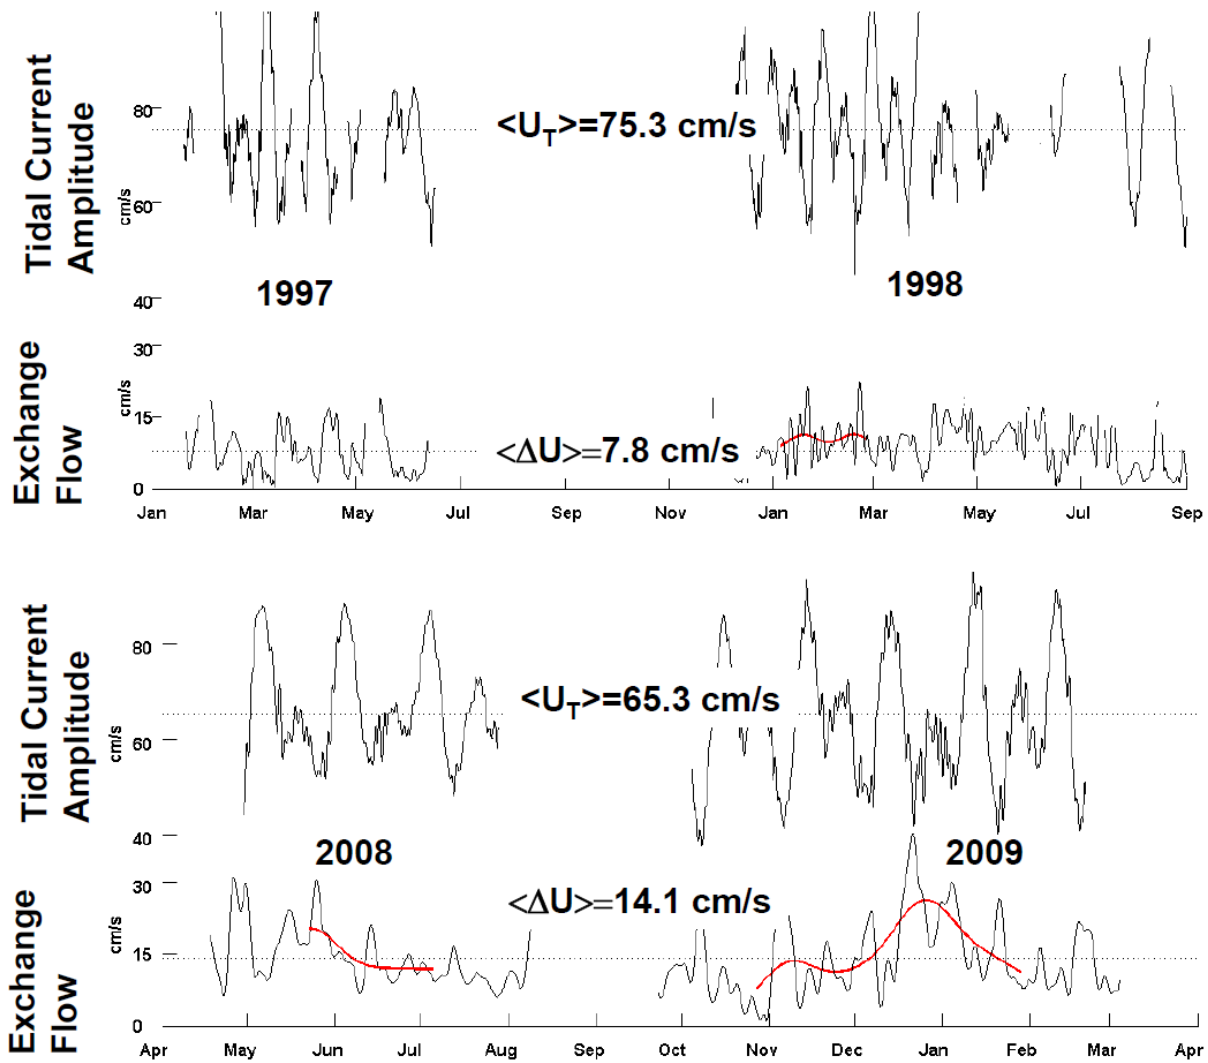 Tidal Current
Amplitude
cm/s
80
60
40
<U_T>=75.3 cm/s
1997
1998
Exchange
Flow
cm/s
30
15
0
<ΔU>=7.8 cm/s
Jan Mar May Jul Sep Nov Jan Mar May Jul Sep
Tidal Current
Amplitude
cm/s
80
60
40
<U_T>=65.3 cm/s
2008
2009
Exchange
Flow
cm/s
30
15
0
<ΔU>=14.1 cm/s
Apr May Jun Jul Aug Sep Oct Nov Dec Jan Feb Mar Apr